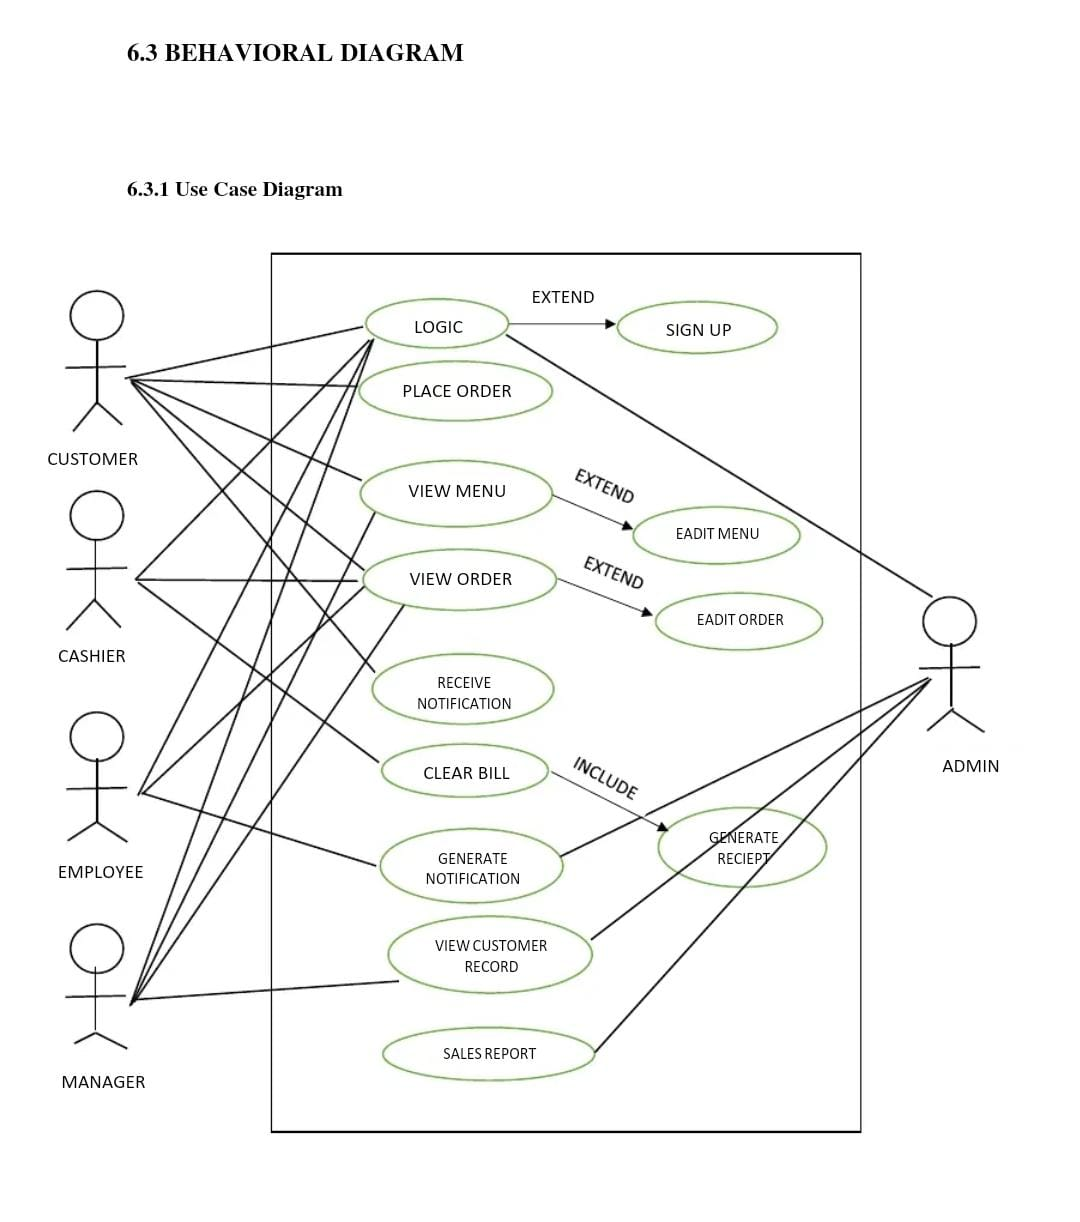 6.3 BEHAVIORAL DIAGRAM
6.3.1 Use Case Diagram
EXTEND
LOGIC
SIGN UP
PLACE ORDER
CUSTOMER
VIEW MENU
EXTEND
EADIT MENU
VIEW ORDER
EXTEND
EADIT ORDER
CASHIER
RECEIVE
NOTIFICATION
CLEAR BILL
INCLUDE
ADMIN
GENERATE
RECIEPT
GENERATE
NOTIFICATION
EMPLOYEE
VIEW CUSTOMER
RECORD
SALES REPORT
MANAGER